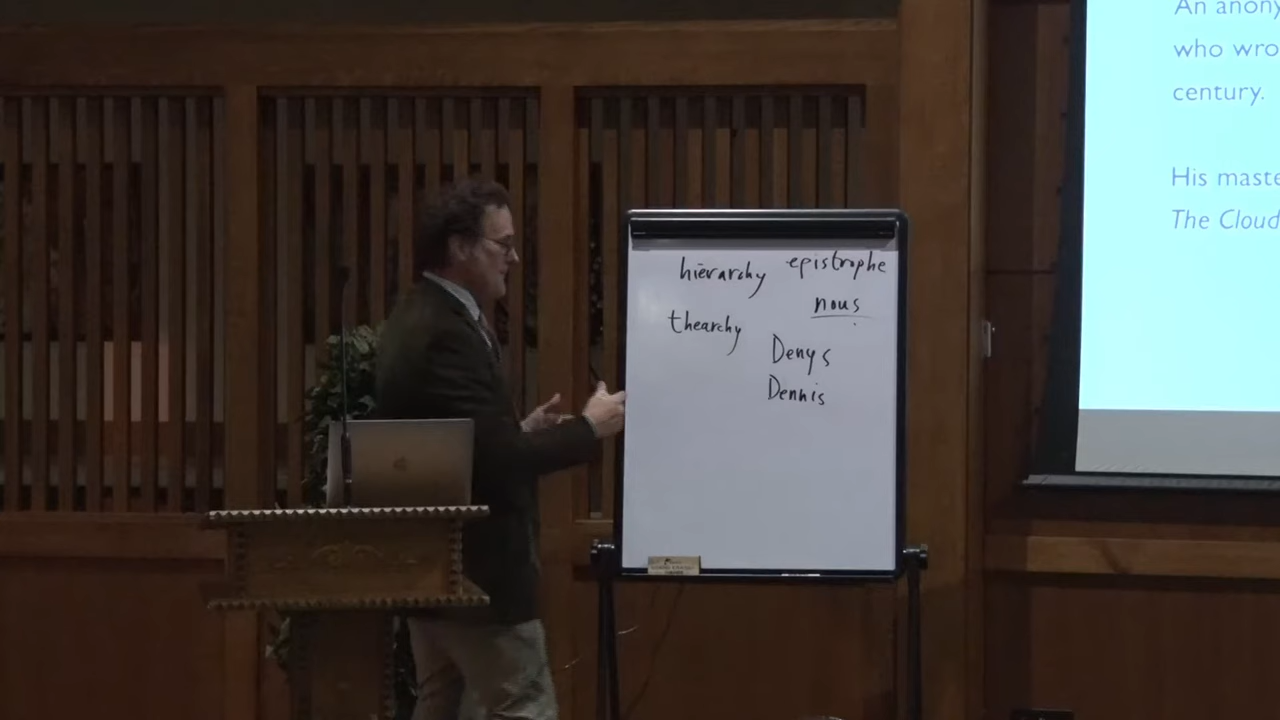 hierarchy epistrophe
nous
thearchy
Denys
Dennis
An anony
who wro
century.
His maste
The Cloud